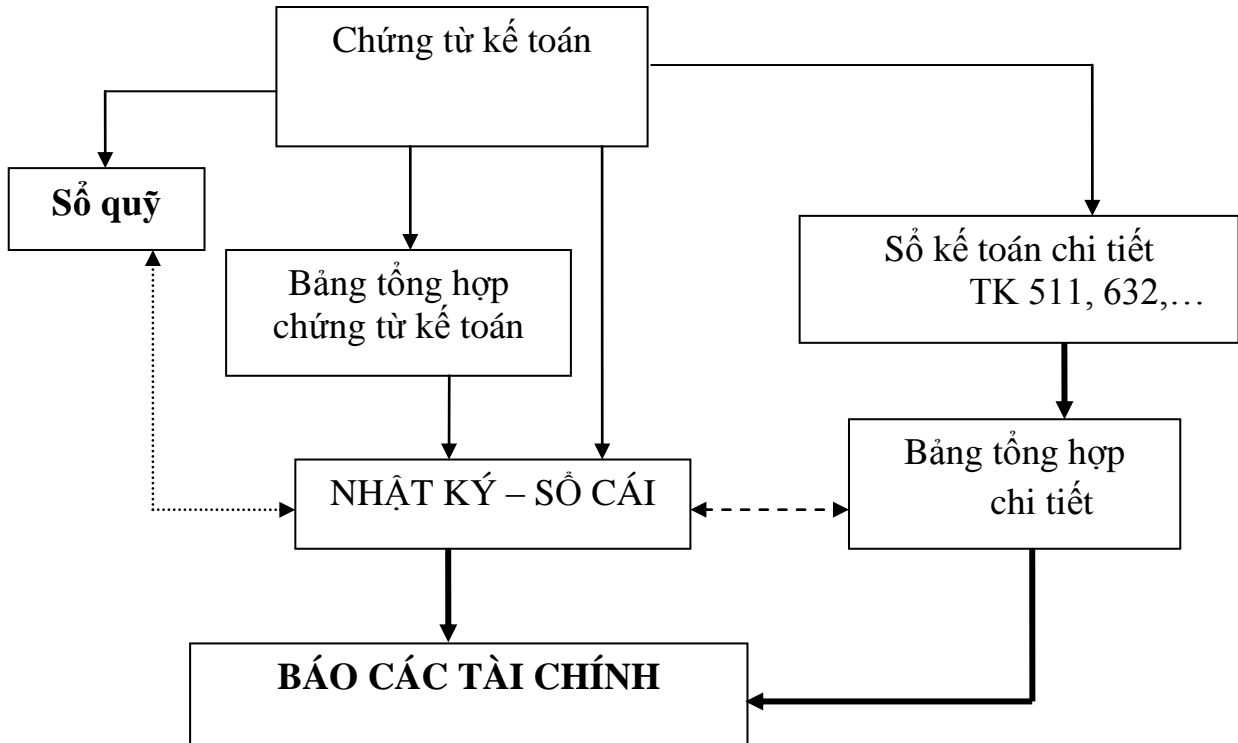 Chứng từ kế toán
Sổ quỹ
Bảng tổng hợp
chứng từ kế toán
Sổ kế toán chi tiết
TK 511, 632,…
Bảng tổng hợp
chi tiết
NHẬT KÝ – SỔ CÁI
BÁO CÁC TÀI CHÍNH